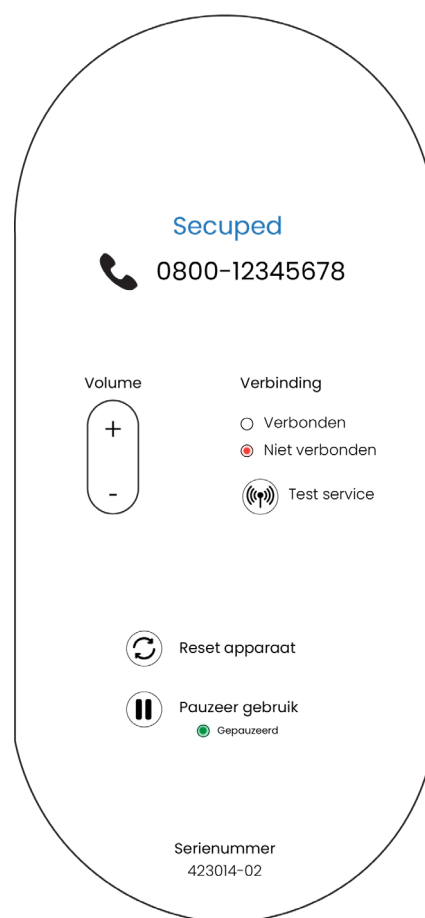 Secuped
0800-12345678
Volume
+
-
Verbinding
Verbonden
Niet verbonden
Test service
Reset apparaat
Pauzeer gebruik
Gepauzeerd
Serienummer
423014-02